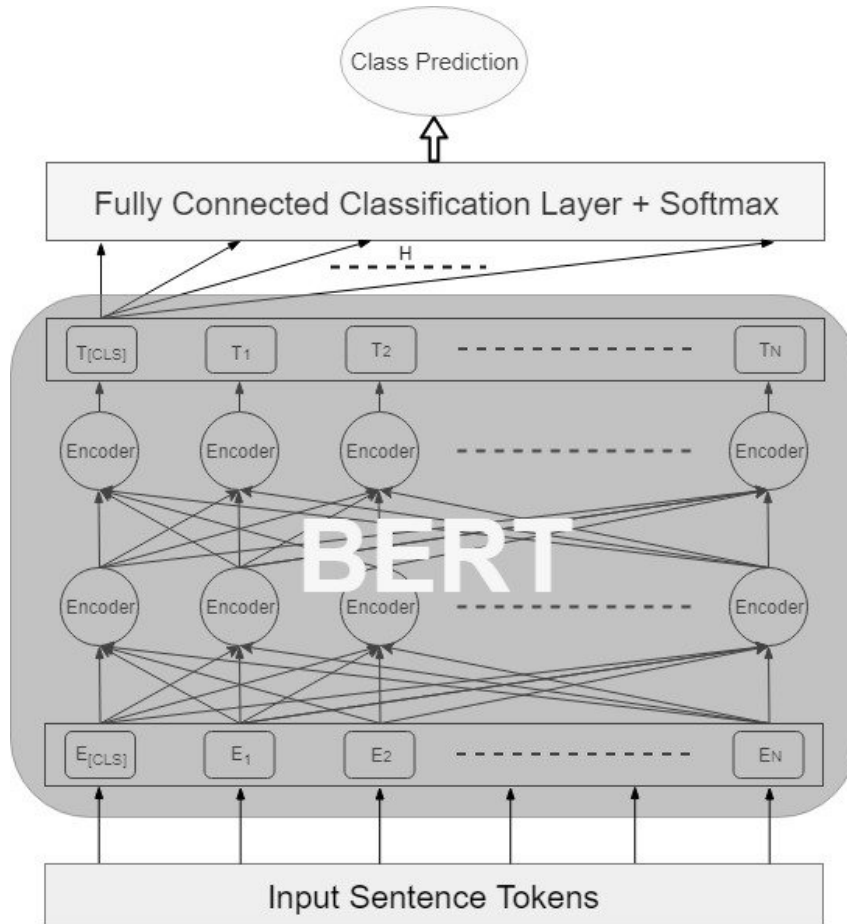 Class Prediction
Fully Connected Classification Layer + Softmax
H
T[CLS] T1 T2 TN
Encoder Encoder Encoder Encoder
BERT
Encoder Encoder Encoder Encoder
E[CLS] E1 E2 EN
Input Sentence Tokens